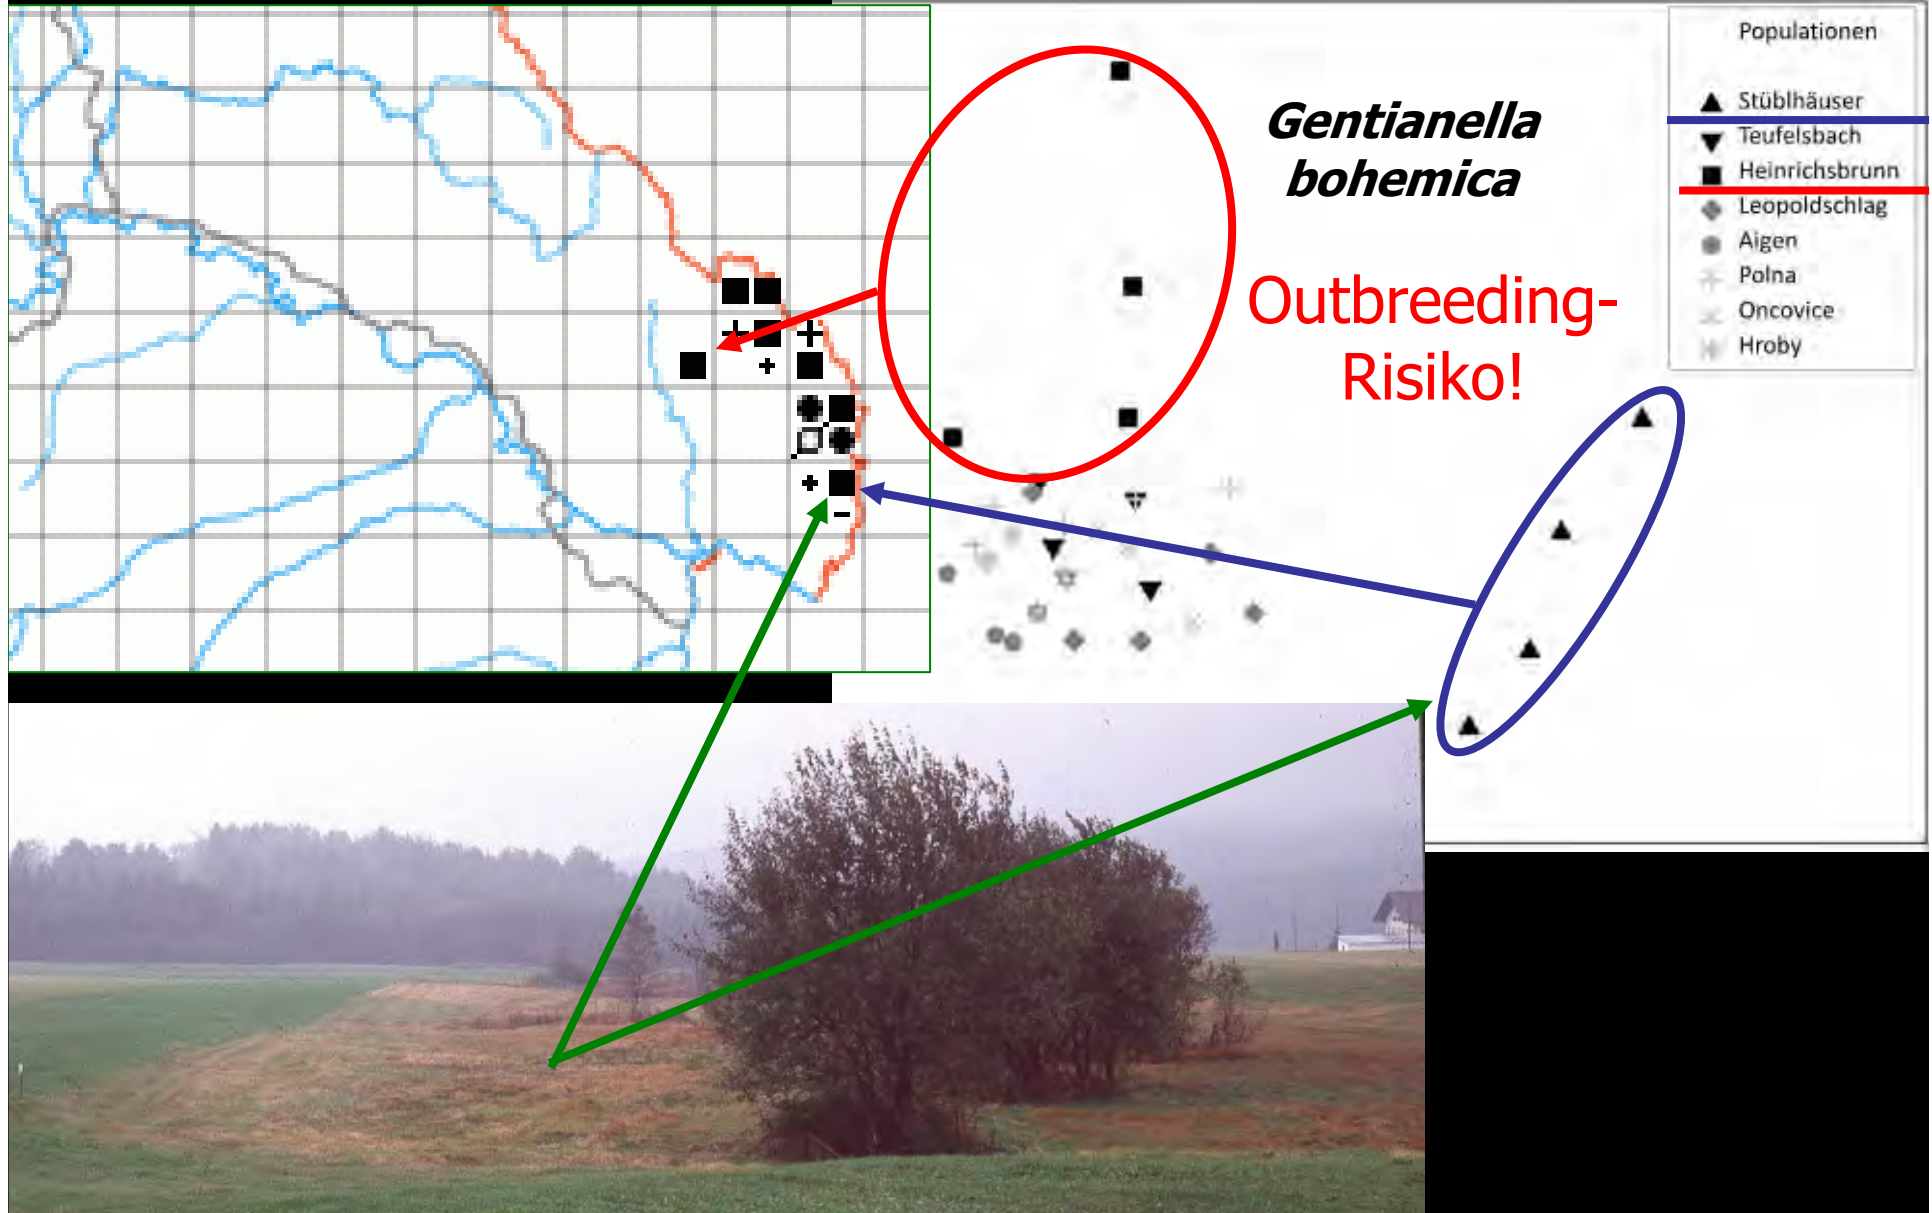 Gentianella
bohemica
Outbreeding-
Risiko!
Populationen
Stüblhäuser
Teufelsbach
Heinrichsbrunn
Leopoldschlag
Aigen
Polna
Oncovice
Hroby